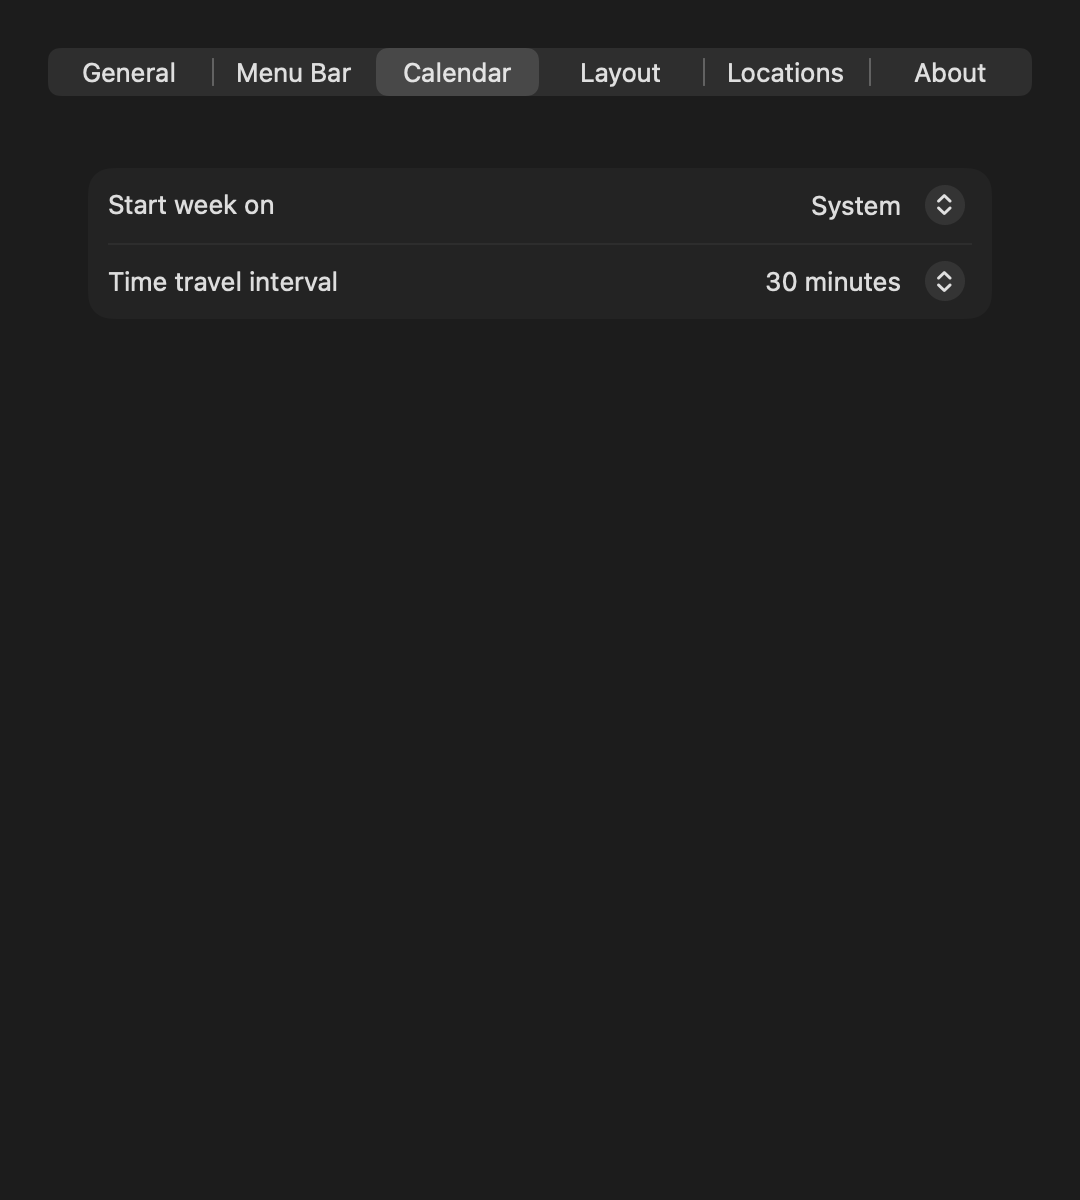 General Menu Bar Calendar Layout Locations About
Start week on System
Time travel interval 30 minutes